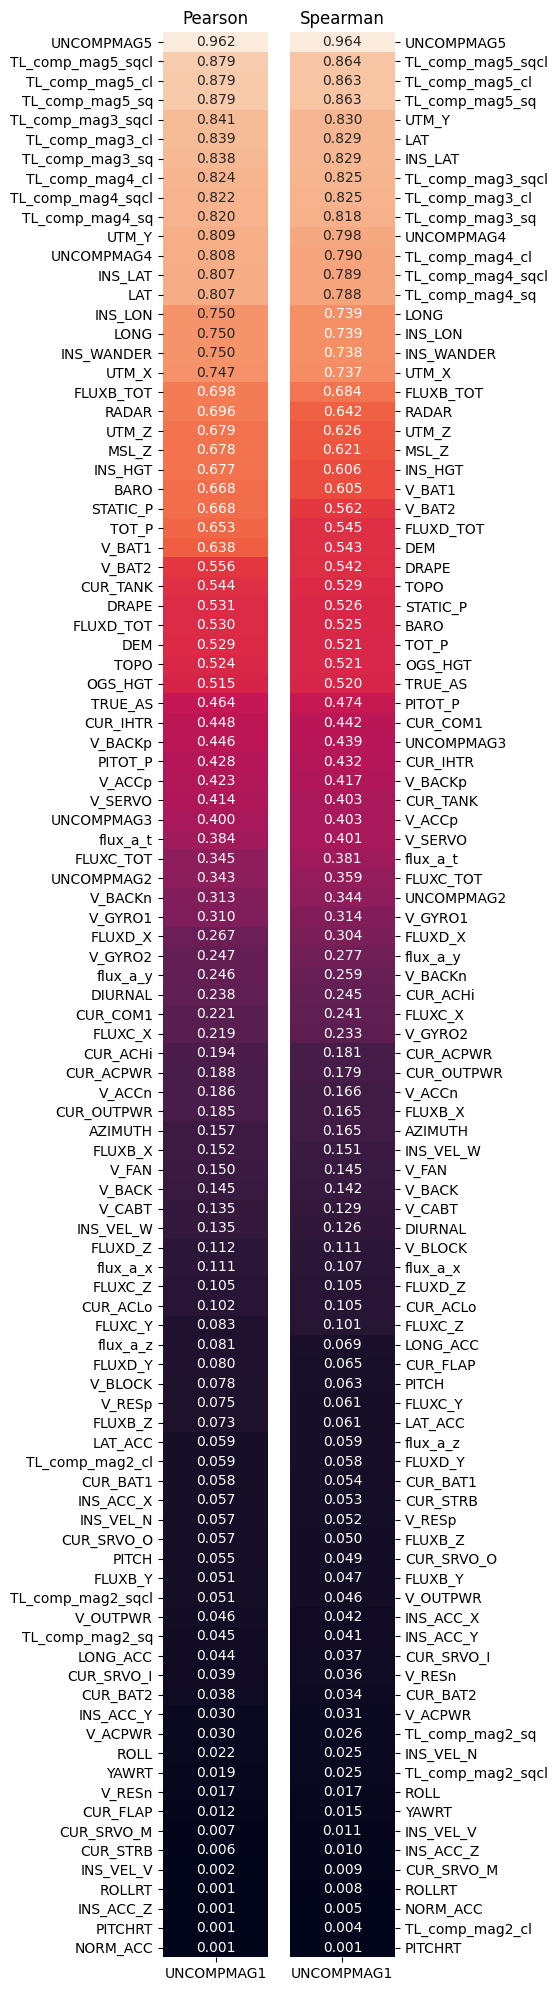 Pearson Spearman
UNCOMPMAG5 0.962 0.964 UNCOMPMAG5
TL_comp_mag5_sqcl 0.879 0.864 TL_comp_mag5_sqcl
TL_comp_mag5_cl 0.879 0.863 TL_comp_mag5_cl
TL_comp_mag5_sq 0.879 0.863 TL_comp_mag5_sq
TL_comp_mag3_sqcl 0.841 0.830 UTM_Y
TL_comp_mag3_cl 0.839 0.829 LAT
TL_comp_mag3_sq 0.838 0.829 INS_LAT
TL_comp_mag4_cl 0.824 0.825 TL_comp_mag3_sqcl
TL_comp_mag4_sqcl 0.822 0.825 TL_comp_mag3_cl
TL_comp_mag4_sq 0.820 0.818 TL_comp_mag3_sq
UTM_Y 0.809 0.798 UNCOMPMAG4
UNCOMPMAG4 0.808 0.790 TL_comp_mag4_cl
INS_LAT 0.807 0.789 TL_comp_mag4_sqcl
LAT 0.807 0.788 TL_comp_mag4_sq
INS_LON 0.750 0.739 LONG
LONG 0.750 0.739 INS_LON
INS_WANDER 0.750 0.738 INS_WANDER
UTM_X 0.747 0.737 UTM_X
FLUXB_TOT 0.698 0.684 FLUXB_TOT
RADAR 0.696 0.642 RADAR
UTM_Z 0.679 0.626 UTM_Z
MSL_Z 0.678 0.621 MSL_Z
INS_HGT 0.677 0.606 INS_HGT
BARO 0.668 0.605 V_BAT1
STATIC_P 0.668 0.562 V_BAT2
TOT_P 0.653 0.545 FLUXD_TOT
V_BAT1 0.638 0.543 DEM
V_BAT2 0.556 0.542 DRAPE
CUR_TANK 0.544 0.529 TOPO
DRAPE 0.531 0.526 STATIC_P
FLUXD_TOT 0.530 0.525 BARO
DEM 0.529 0.521 TOT_P
TOPO 0.524 0.521 OGS_HGT
OGS_HGT 0.515 0.520 TRUE_AS
TRUE_AS 0.464 0.474 PITOT_P
CUR_IHTR 0.448 0.442 CUR_COM1
V_BACKp 0.446 0.439 UNCOMPMAG3
PITOT_P 0.428 0.432 CUR_IHTR
V_ACCp 0.423 0.417 V_BACKp
V_SERVO 0.414 0.403 CUR_TANK
UNCOMPMAG3 0.400 0.403 V_ACCp
flux_a_t 0.384 0.401 V_SERVO
FLUXC_TOT 0.345 0.381 flux_a_t
UNCOMPMAG2 0.343 0.359 FLUXC_TOT
V_BACKn 0.313 0.344 UNCOMPMAG2
V_GYRO1 0.310 0.314 V_GYRO1
FLUXD_X 0.267 0.304 FLUXD_X
V_GYRO2 0.247 0.277 flux_a_y
flux_a_y 0.246 0.259 V_BACKn
DIURNAL 0.238 0.245 CUR_ACHi
CUR_COM1 0.221 0.241 FLUXC_X
FLUXC_X 0.219 0.233 V_GYRO2
CUR_ACHi 0.194 0.181 CUR_ACPWR
CUR_ACPWR 0.188 0.179 CUR_OUTPWR
V_ACCn 0.186 0.166 V_ACCn
CUR_OUTPWR 0.185 0.165 FLUXB_X
AZIMUTH 0.157 0.165 AZIMUTH
FLUXB_X 0.152 0.151 INS_VEL_W
V_FAN 0.150 0.145 V_FAN
V_BACK 0.145 0.142 V_BACK
V_CABT 0.135 0.129 V_CABT
INS_VEL_W 0.135 0.126 DIURNAL
FLUXD_Z 0.112 0.111 V_BLOCK
flux_a_x 0.111 0.107 flux_a_x
FLUXC_Z 0.105 0.105 FLUXD_Z
CUR_ACLo 0.102 0.105 CUR_ACLo
FLUXC_Y 0.083 0.101 FLUXC_Z
flux_a_z 0.081 0.069 LONG_ACC
FLUXD_Y 0.080 0.065 CUR_FLAP
V_BLOCK 0.078 0.063 PITCH
V_RESp 0.075 0.061 FLUXC_Y
FLUXB_Z 0.073 0.061 LAT_ACC
LAT_ACC 0.059 0.059 flux_a_z
TL_comp_mag2_cl 0.059 0.058 FLUXD_Y
CUR_BAT1 0.058 0.054 CUR_BAT1
INS_ACC_X 0.057 0.053 CUR_STRB
INS_VEL_N 0.057 0.052 V_RESp
CUR_SRVO_O 0.057 0.050 FLUXB_Z
PITCH 0.055 0.049 CUR_SRVO_O
FLUXB_Y 0.051 0.047 FLUXB_Y
TL_comp_mag2_sqcl 0.051 0.046 V_OUTPWR
V_OUTPWR 0.046 0.042 INS_ACC_X
TL_comp_mag2_sq 0.045 0.041 INS_ACC_Y
LONG_ACC 0.044 0.037 CUR_SRVO_I
CUR_SRVO_I 0.039 0.036 V_RESn
CUR_BAT2 0.038 0.034 CUR_BAT2
INS_ACC_Y 0.030 0.031 V_ACPWR
V_ACPWR 0.030 0.026 TL_comp_mag2_sq
ROLL 0.022 0.025 INS_VEL_N
YAWRT 0.019 0.025 TL_comp_mag2_sqcl
V_RESn 0.017 0.017 ROLL
CUR_FLAP 0.012 0.015 YAWRT
CUR_SRVO_M 0.007 0.011 INS_VEL_V
CUR_STRB 0.006 0.010 INS_ACC_Z
INS_VEL_V 0.002 0.009 CUR_SRVO_M
ROLLRT 0.001 0.008 ROLLRT
INS_ACC_Z 0.001 0.005 NORM_ACC
PITCHRT 0.001 0.004 TL_comp_mag2_cl
NORM_ACC 0.001 0.001 PITCHRT
UNCOMPMAG1 UNCOMPMAG1